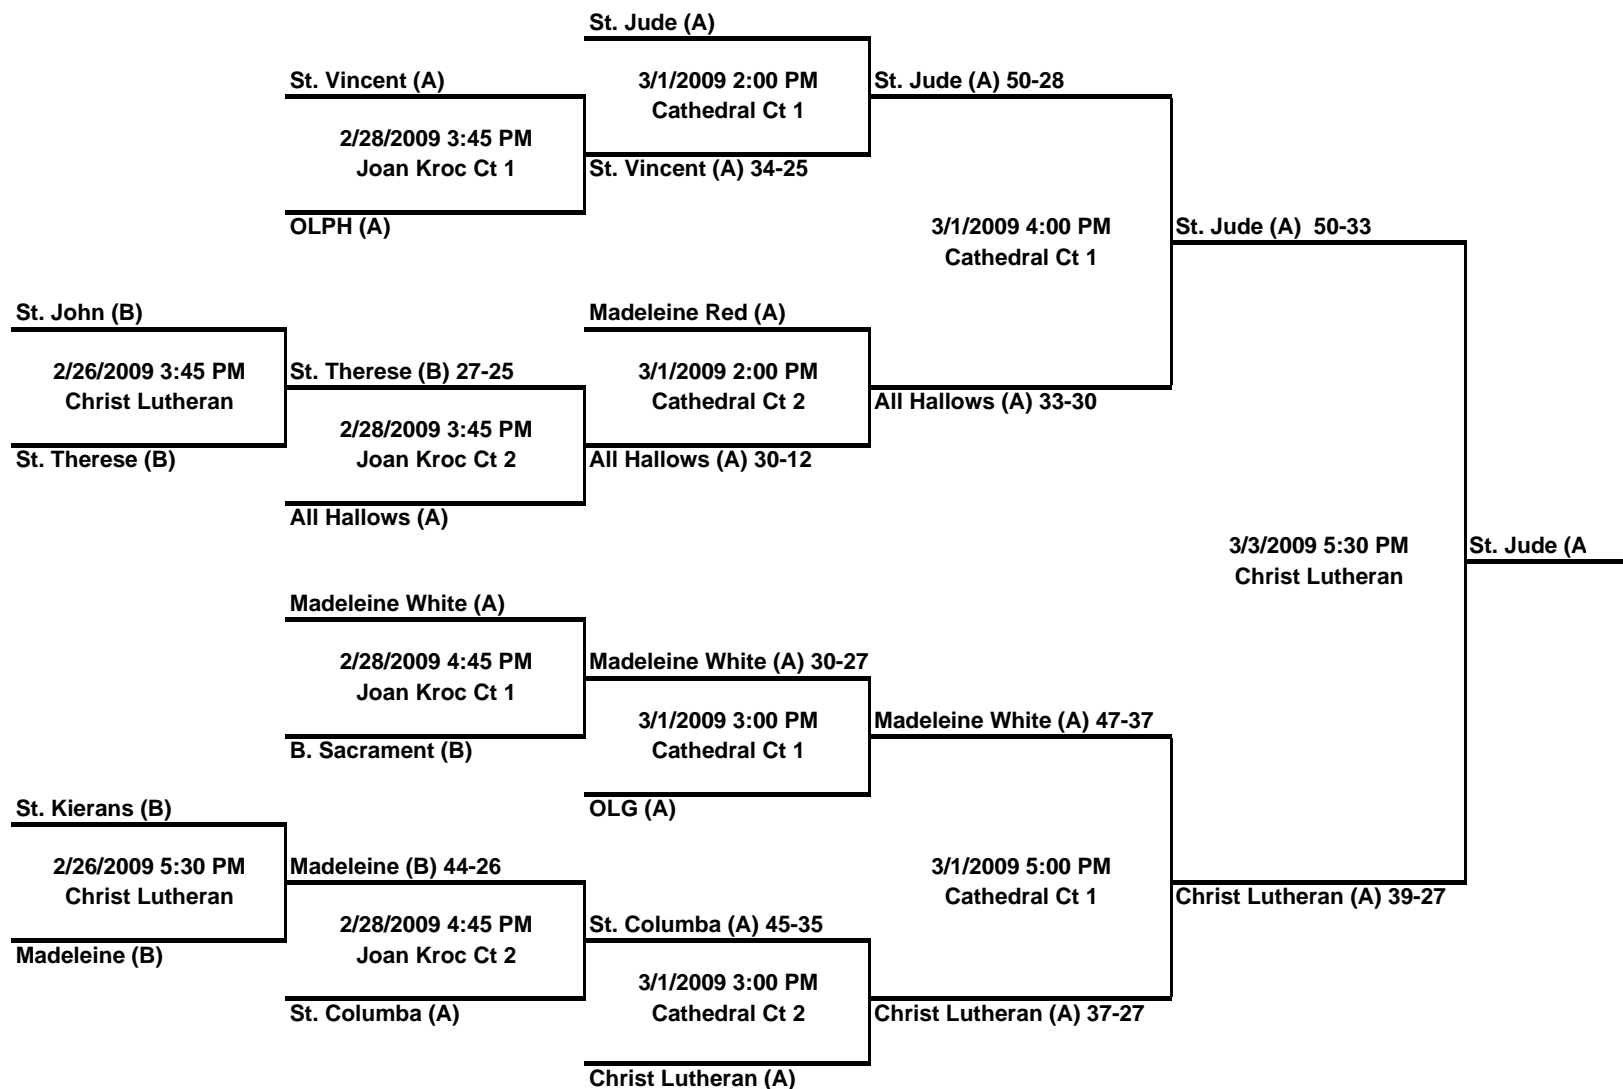 St. Jude (A)
St. Vincent (A)
3/1/2009 2:00 PM
Cathedral Ct 1
St. Jude (A) 50-28
2/28/2009 3:45 PM
Joan Kroc Ct 1
St. Vincent (A) 34-25
OLPH (A)
3/1/2009 4:00 PM
Cathedral Ct 1
St. Jude (A)  50-33
St. John (B)
Madeleine Red (A)
2/26/2009 3:45 PM
Christ Lutheran
St. Therese (B) 27-25
3/1/2009 2:00 PM
Cathedral Ct 2
All Hallows (A) 33-30
2/28/2009 3:45 PM
Joan Kroc Ct 2
St. Therese (B)
All Hallows (A) 30-12
All Hallows (A)
3/3/2009 5:30 PM
Christ Lutheran
St. Jude (A
Madeleine White (A)
2/28/2009 4:45 PM
Joan Kroc Ct 1
Madeleine White (A) 30-27
3/1/2009 3:00 PM
Cathedral Ct 1
Madeleine White (A) 47-37
B. Sacrament (B)
St. Kierans (B)
OLG (A)
2/26/2009 5:30 PM
Christ Lutheran
Madeleine (B) 44-26
3/1/2009 5:00 PM
Cathedral Ct 1
Christ Lutheran (A) 39-27
2/28/2009 4:45 PM
Joan Kroc Ct 2
St. Columba (A) 45-35
Madeleine (B)
3/1/2009 3:00 PM
Cathedral Ct 2
St. Columba (A)
Christ Lutheran (A) 37-27
Christ Lutheran (A)